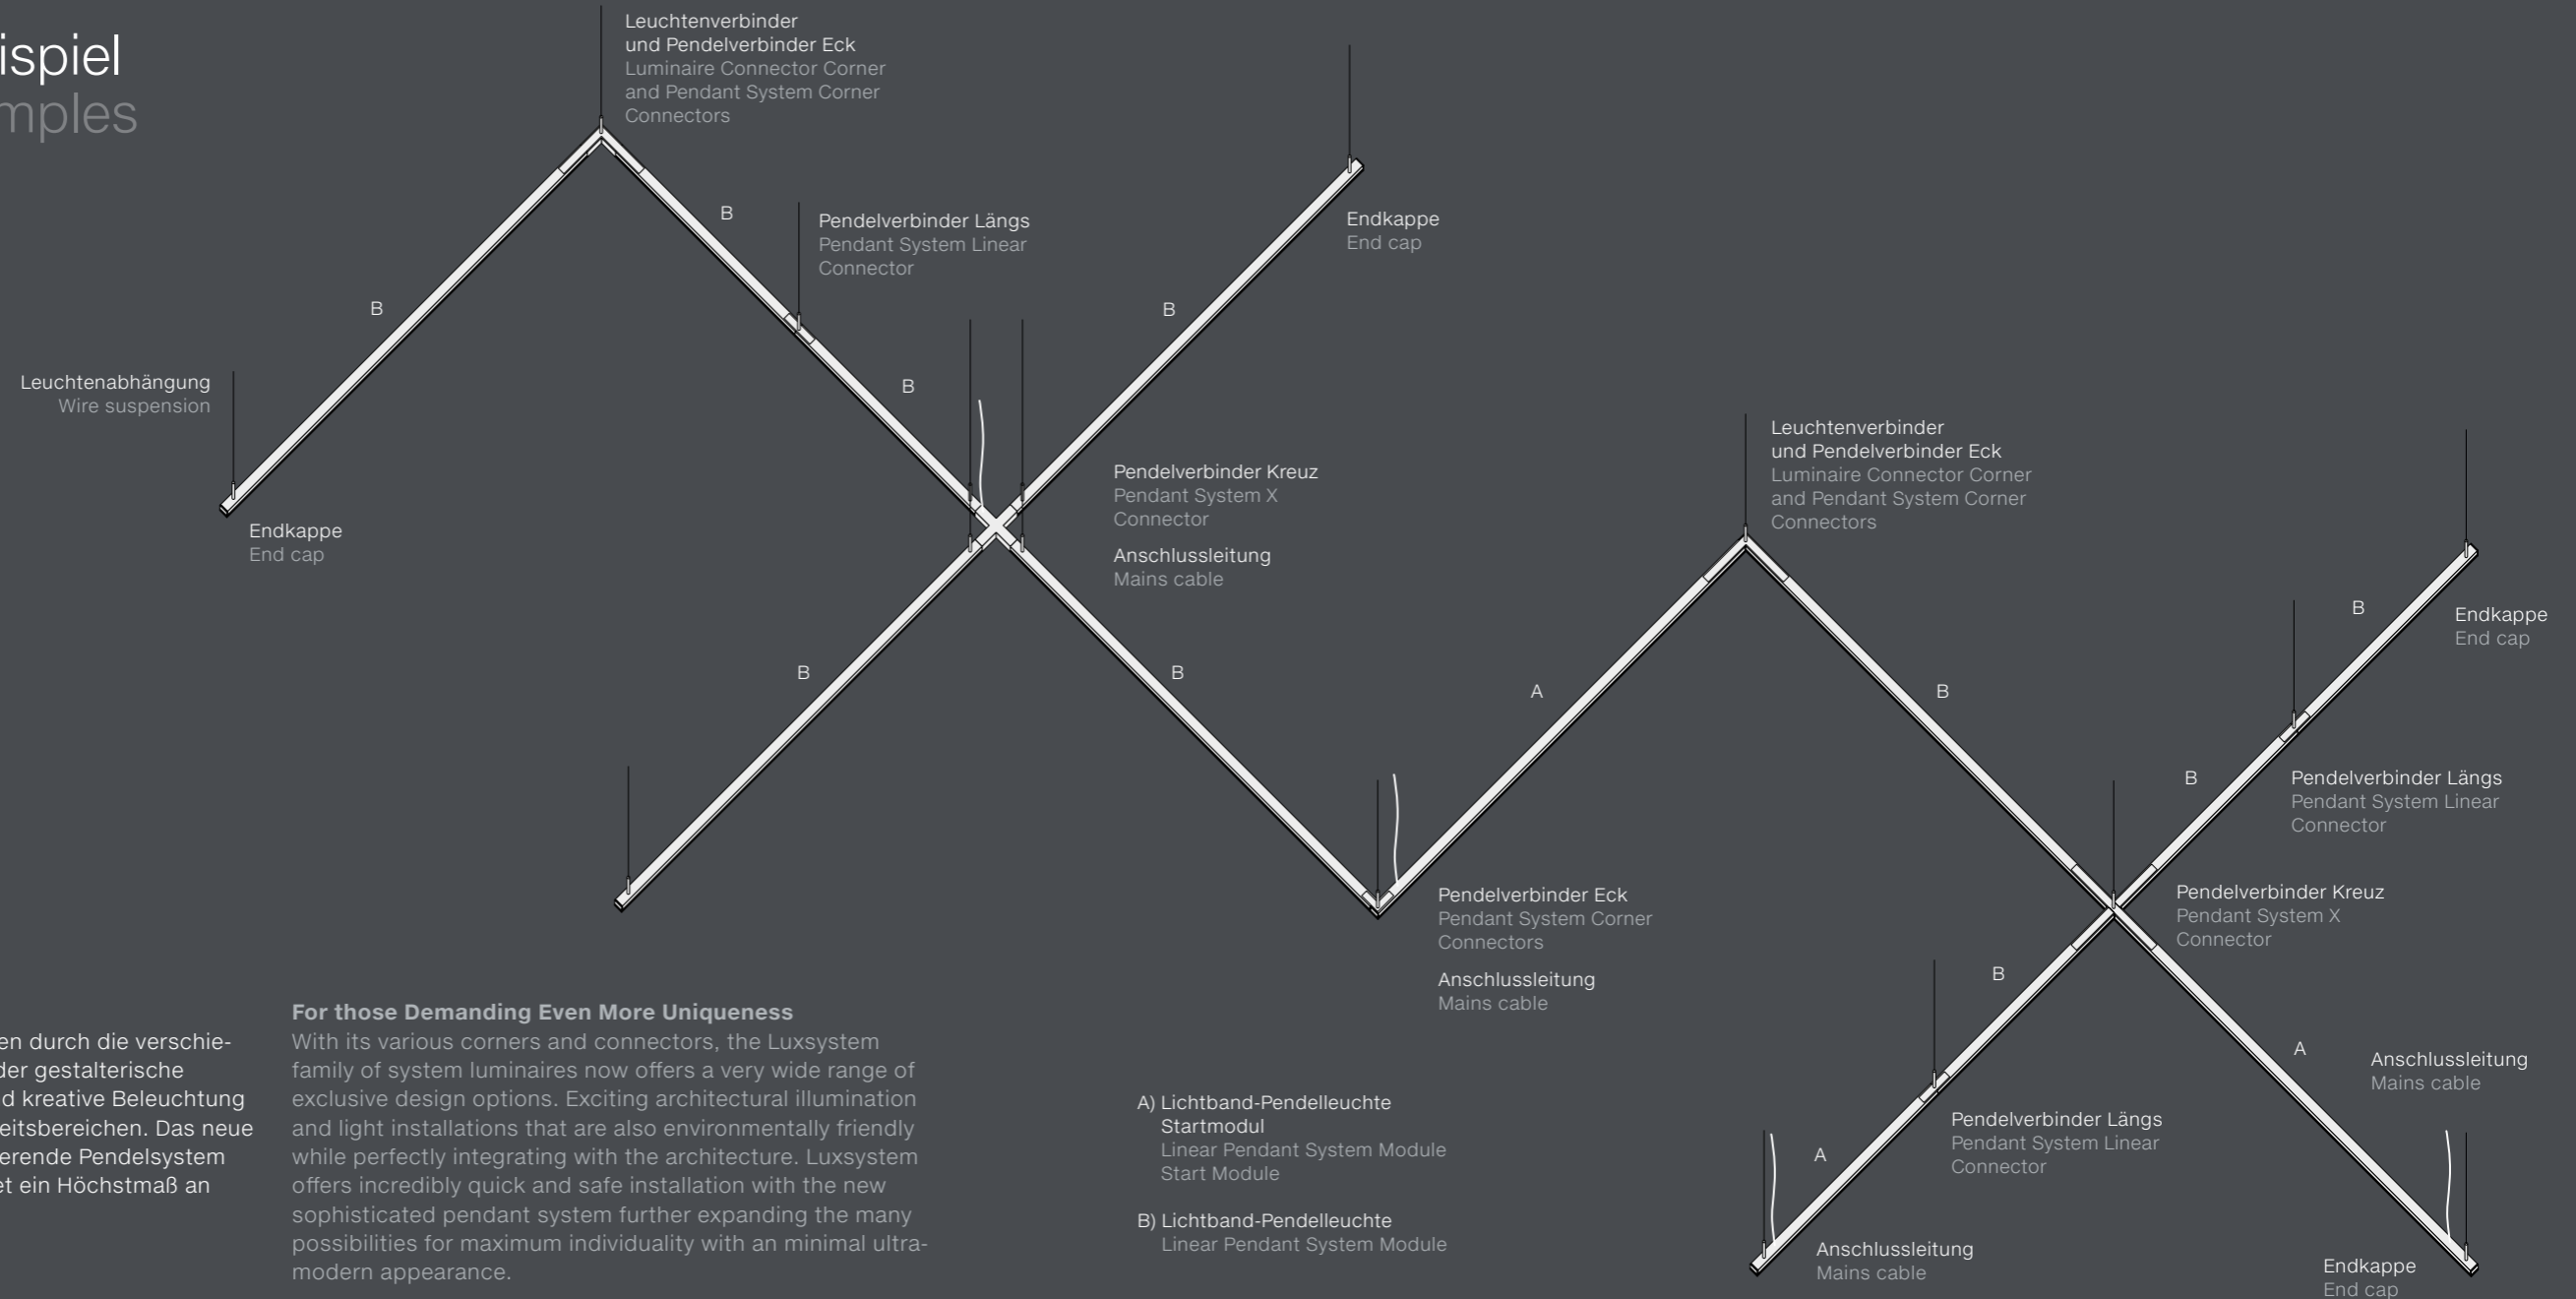 ispiel
mples
Leuchtenverbinder
und Pendelverbinder Eck
Luminaire Connector Corner
and Pendant System Corner
Connectors
B
Pendelverbinder Längs
Pendant System Linear
Connector
Endkappe
End cap
B
B
Leuchtenabhängung
Wire suspension
B
Endkappe
End cap
Pendelverbinder Kreuz
Pendant System X
Connector
Anschlussleitung
Mains cable
Leuchtenverbinder
und Pendelverbinder Eck
Luminaire Connector Corner
and Pendant System Corner
Connectors
B
Endkappe
End cap
B
B
A
B
B
Pendelverbinder Längs
Pendant System Linear
Connector
Pendelverbinder Eck
Pendant System Corner
Connectors
Anschlussleitung
Mains cable
Pendelverbinder Kreuz
Pendant System X
Connector
B
A
Anschlussleitung
Mains cable
Pendelverbinder Längs
Pendant System Linear
Connector
A
Anschlussleitung
Mains cable
Endkappe
End cap
en durch die verschie-
der gestalterische
d kreative Beleuchtung
eitsbereichen. Das neue
erende Pendelsystem
et ein Höchstmaß an
For those Demanding Even More Uniqueness
With its various corners and connectors, the Luxsystem
family of system luminaires now offers a very wide range of
exclusive design options. Exciting architectural illumination
and light installations that are also environmentally friendly
while perfectly integrating with the architecture. Luxsystem
offers incredibly quick and safe installation with the new
sophisticated pendant system further expanding the many
possibilities for maximum individuality with an minimal ultra-
modern appearance.
A) Lichtband-Pendelleuchte
Startmodul
Linear Pendant System Module
Start Module
B) Lichtband-Pendelleuchte
Linear Pendant System Module